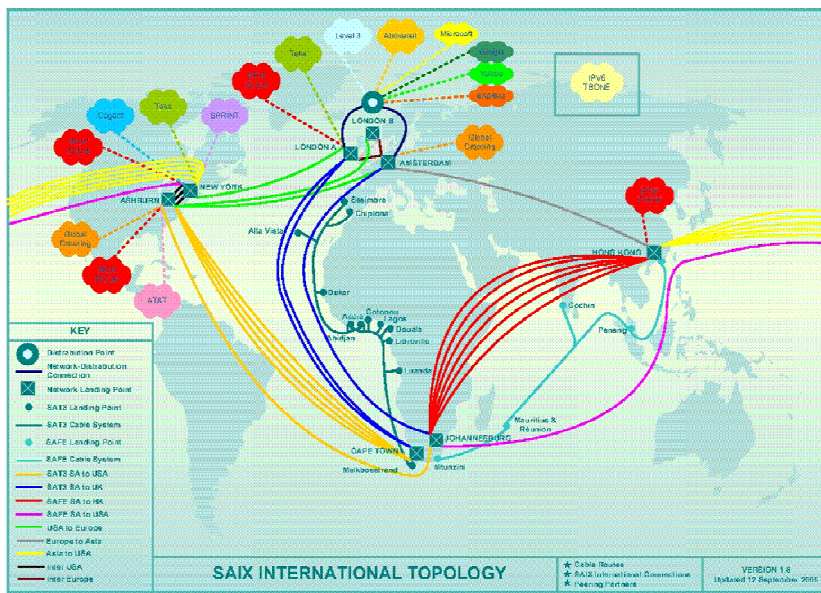 Level 3
Abovenet
Microsoft
Google
Yahoo
Telia
IPV6
TBONE
LONDON B
Cogent
Telia
SPRINT
LONDON A
Global
Crossing
AMSTERDAM
NEW YORK
ASHBURN
Sesimbra
Chipiona
Alta Vista
Global
Crossing
HONG KONG
AT&T
Dakar
Cotonou
Accra
Lagos
Abidjan
Douala
Libreville
Cochin
Penang
Luanda
Mauritius &
Reunion
JOHANNESBURG
CAPE TOWN
Mtunzini
Melkbosstrand
KEY
Distribution Point
Network-Distribution
Connection
Network Landing Point
SAT3 Landing Point
SAT3 Cable System
SAFE Landing Point
SAFE Cable System
SAT3 SA to USA
SAT3 SA to UK
SAFE SA to HK
SAFE SA to USA
USA to Europe
Europe to Asia
Asia to USA
Inter USA
Inter Europe
SAIX INTERNATIONAL TOPOLOGY
Cable Routes
SAIX International Connections
Peering Partners
VERSION 1.8